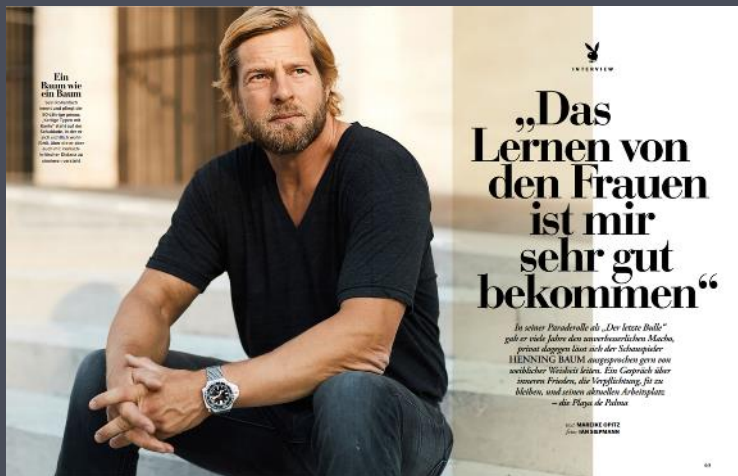 Ein
Baum wie
ein Baum
INTERVIEW
„Das
Lernen von
den Frauen
ist mir
sehr gut
bekommen“
In seiner Paraderolle als „Der letzte Bulle“
gab er viele Jahre den unverbesserlichen Macho,
privat dagegen lässt sich der Schauspieler
HENNING BAUM ausgesprochen gern von
weiblicher Weisheit leiten. Ein Gespräch über
inneren Frieden, die Verpflichtung, fit zu
bleiben, und seinen aktuellen Arbeitsplatz
– die Playa de Palma
MAREIKE OPITZ
JAN SIEPMANN